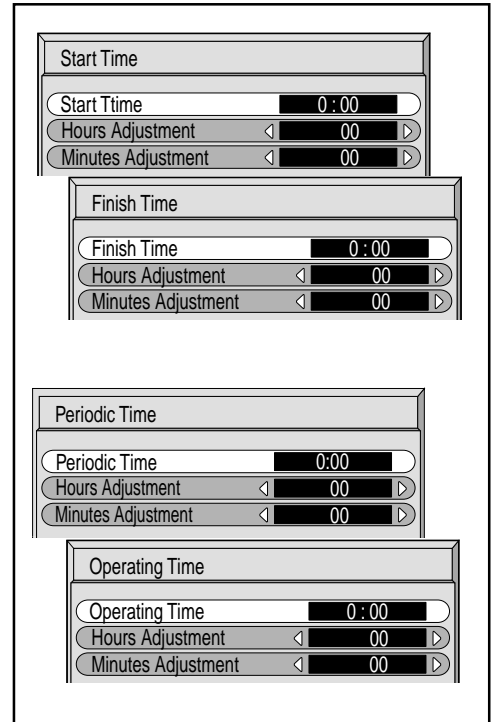 Start Time
Start Ttime 0 : 00
Hours Adjustment 00
Minutes Adjustment 00
Finish Time
Finish Time 0 : 00
Hours Adjustment 00
Minutes Adjustment 00
Periodic Time
Periodic Time 0:00
Hours Adjustment 00
Minutes Adjustment 00
Operating Time
Operating Time 0 : 00
Hours Adjustment 00
Minutes Adjustment 00